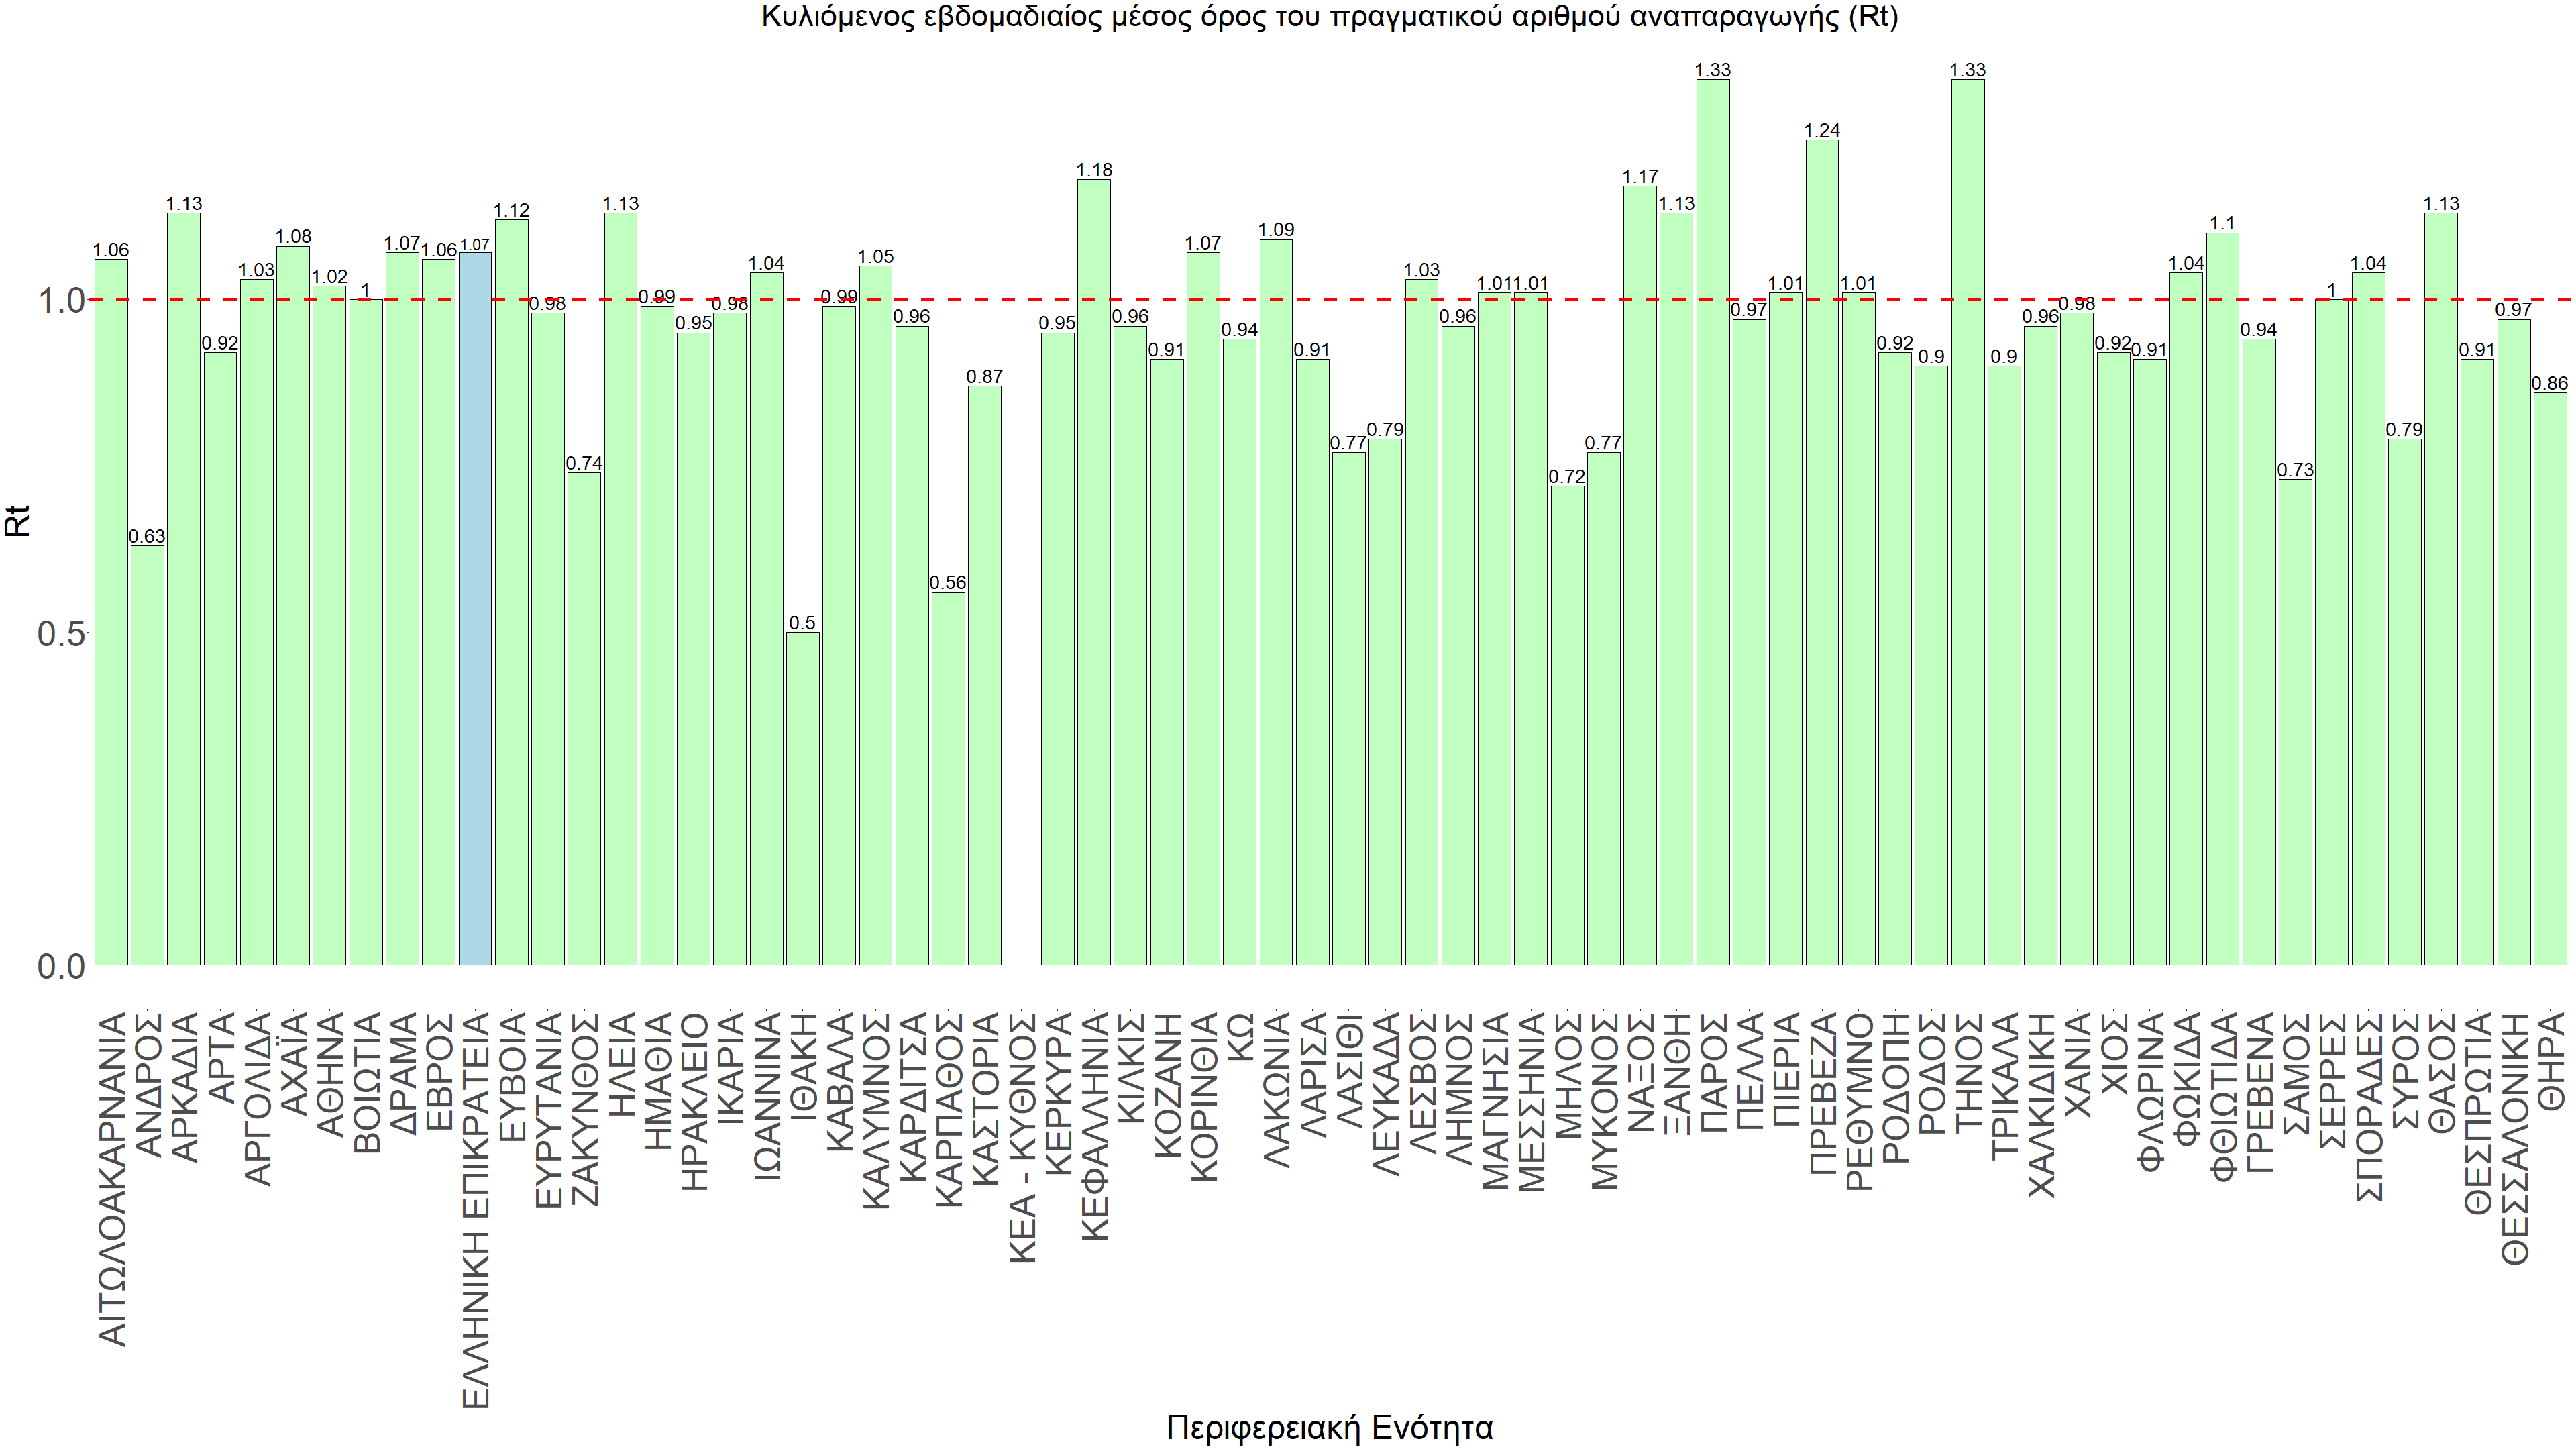 Κυλιόμενος εβδομαδιαίος μέσος όρος του πραγματικού αριθμού αναπαραγωγής (Rt)
Rt
1.0
0.5
0.0
1.06
0.63
1.13
0.92
1.03
1.08
1.02
1
1.07
1.06
1.07
1.12
0.98
0.74
1.13
0.99
0.95
0.98
1.04
0.5
0.99
1.05
0.96
0.56
0.87
0.95
1.18
0.96
0.91
1.07
0.94
1.09
0.91
0.77
0.79
1.03
0.96
1.01
1.01
0.72
0.77
1.17
1.13
1.33
0.97
1.01
1.24
1.01
0.92
0.9
1.33
0.9
0.96
0.98
0.92
0.91
1.04
1.1
0.94
0.73
1
1.04
0.79
1.13
0.91
0.97
0.86
ΑΙΤΩΛΟΑΚΑΡΝΑΝΙΑ
ΑΝΔΡΟΣ
ΑΡΚΑΔΙΑ
ΑΡΤΑ
ΑΡΓΟΛΙΔΑ
ΑΧΑΪΑ
ΑΘΗΝΑ
ΒΟΙΩΤΙΑ
ΔΡΑΜΑ
ΕΒΡΟΣ
ΕΛΛΗΝΙΚΗ ΕΠΙΚΡΑΤΕΙΑ
ΕΥΒΟΙΑ
ΕΥΡΥΤΑΝΙΑ
ΖΑΚΥΝΘΟΣ
ΗΛΕΙΑ
ΗΜΑΘΙΑ
ΗΡΑΚΛΕΙΟ
ΙΚΑΡΙΑ
ΙΩΑΝΝΙΝΑ
ΙΘΑΚΗ
ΚΑΒΑΛΑ
ΚΑΛΥΜΝΟΣ
ΚΑΡΔΙΤΣΑ
ΚΑΡΠΑΘΟΣ
ΚΑΣΤΟΡΙΑ
ΚΕΑ - ΚΥΘΝΟΣ
ΚΕΡΚΥΡΑ
ΚΕΦΑΛΛΗΝΙΑ
ΚΙΛΚΙΣ
ΚΟΖΑΝΗ
ΚΟΡΙΝΘΙΑ
ΚΩ
ΛΑΚΩΝΙΑ
ΛΑΡΙΣΑ
ΛΑΣΙΘΙ
ΛΕΥΚΑΔΑ
ΛΕΣΒΟΣ
ΛΗΜΝΟΣ
ΜΑΓΝΗΣΙΑ
ΜΕΣΣΗΝΙΑ
ΜΗΛΟΣ
ΜΥΚΟΝΟΣ
ΝΑΞΟΣ
ΞΑΝΘΗ
ΠΑΡΟΣ
ΠΕΛΛΑ
ΠΙΕΡΙΑ
ΠΡΕΒΕΖΑ
ΡΕΘΥΜΝΟ
ΡΟΔΟΠΗ
ΡΟΔΟΣ
ΤΗΝΟΣ
ΤΡΙΚΑΛΑ
ΧΑΛΚΙΔΙΚΗ
ΧΑΝΙΑ
ΧΙΟΣ
ΦΛΩΡΙΝΑ
ΦΩΚΙΔΑ
ΦΘΙΩΤΙΔΑ
ΓΡΕΒΕΝΑ
ΣΑΜΟΣ
ΣΕΡΡΕΣ
ΣΠΟΡΑΔΕΣ
ΣΥΡΟΣ
ΘΑΣΟΣ
ΘΕΣΠΡΩΤΙΑ
ΘΕΣΣΑΛΟΝΙΚΗ
ΘΗΡΑ
Περιφερειακή Ενότητα